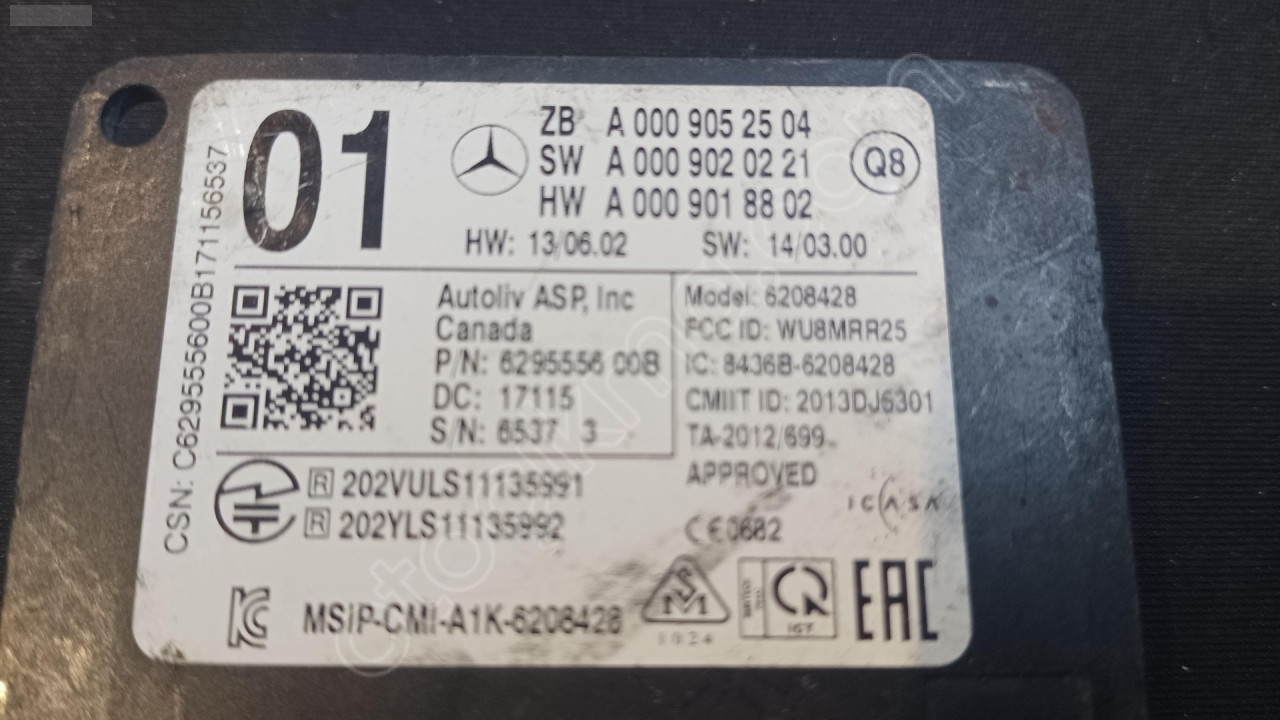 01
ZB A 000 905 25 04
SW A 000 902 02 21
HW A 000 901 88 02
Q8
HW: 13/06.02 SW: 14/03.00
CSN: C62955600B171156537
Autoliv ASP, Inc
Canada
P/N: 6295556 00B
DC: 17115
S/N: 6537 3
Model: 6208428
FCC ID: WU8MRR25
IC: 8436B-6208428
CMIIT ID: 2013DJ6301
TA-2012/699
APPROVED
ICASA
R 202VULS11135991
R 202YLS11135992
CE0682
MSIP-CMI-A1K-6208428
1024
EAC